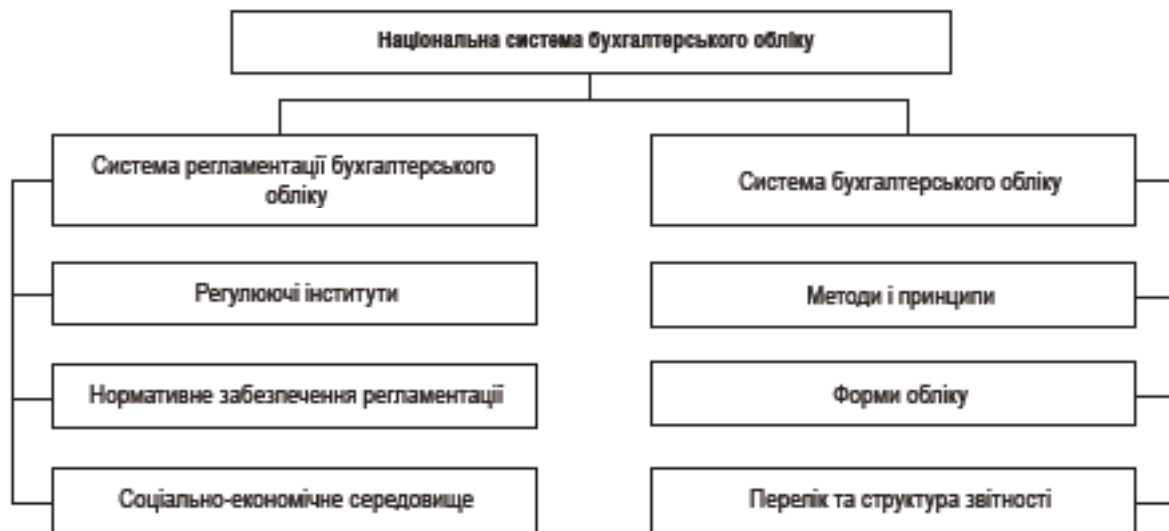 Національна система бухгалтерського обліку
Система регламентації бухгалтерського
обліку
Регулюючі інститути
Нормативне забезпечення регламентації
Соціально-економічне середовище
Система бухгалтерського обліку
Методи і принципи
Форми обліку
Перелік та структура звітності